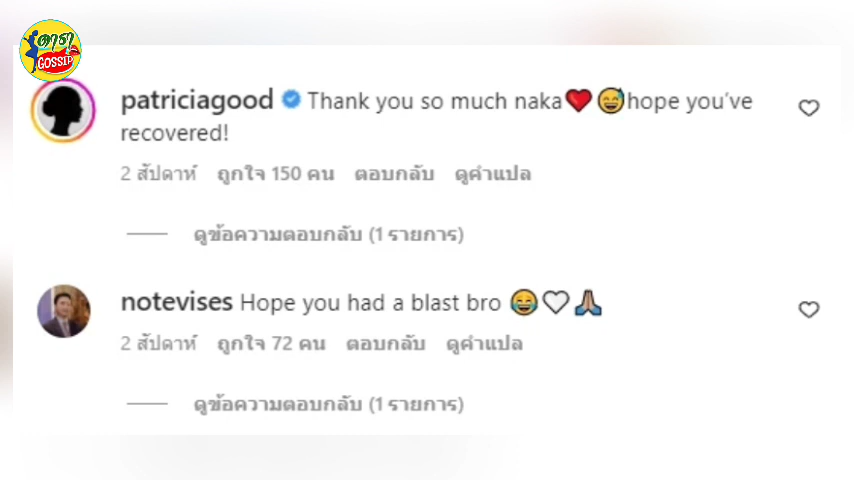 ดารา
GOSSIP
patriciagood Thank you so much naka❤️😅hope you've
recovered!
2 สัปดาห์ ถูกใจ 150 คน ตอบกลับ ดูคำแปล
ดูข้อความตอบกลับ (1 รายการ)
notevises Hope you had a blast bro 😂🤍🙏🏽
2 สัปดาห์ ถูกใจ 72 คน ตอบกลับ ดูคำแปล
ดูข้อความตอบกลับ (1 รายการ)